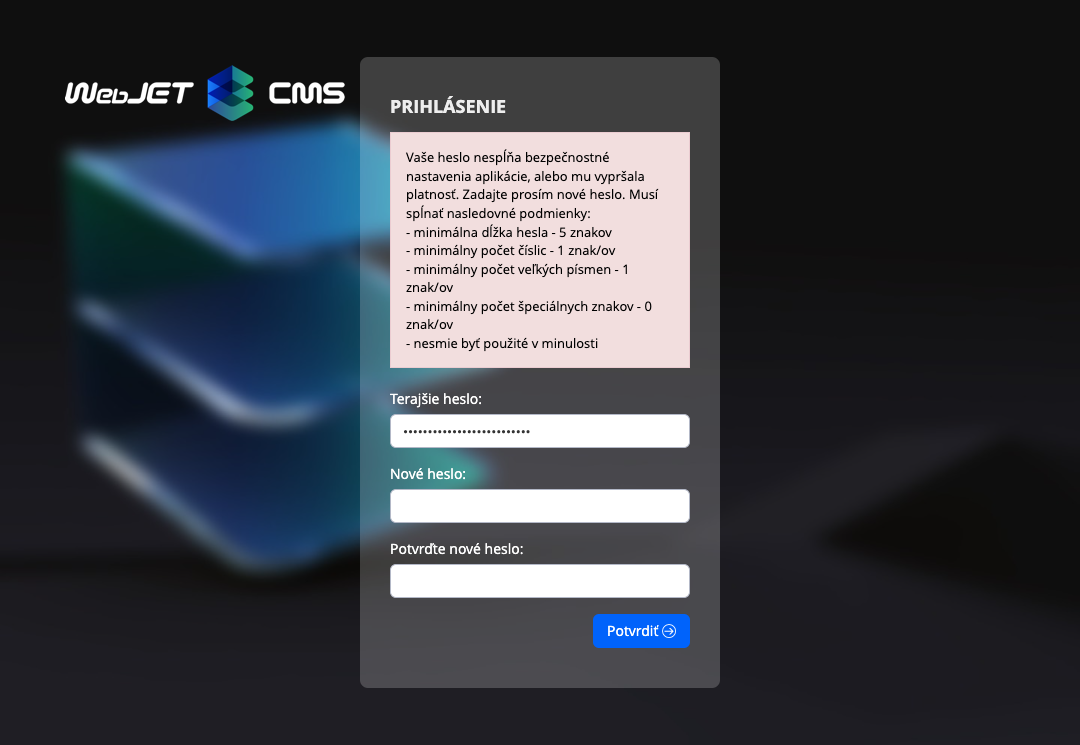 WebJET CMS
PRIHLÁSENIE
Vaše heslo nespĺňa bezpečnostné
nastavenia aplikácie, alebo mu vypršala
platnosť. Zadajte prosím nové heslo. Musí
spĺnať nasledovné podmienky:
- minimálna dĺžka hesla - 5 znakov
- minimálny počet číslic - 1 znak/ov
- minimálny počet veľkých písmen - 1
znak/ov
- minimálny počet špeciálnych znakov - 0
znak/ov
- nesmie byť použité v minulosti
Terajšie heslo:
Nové heslo:
Potvrďte nové heslo:
Potvrdiť